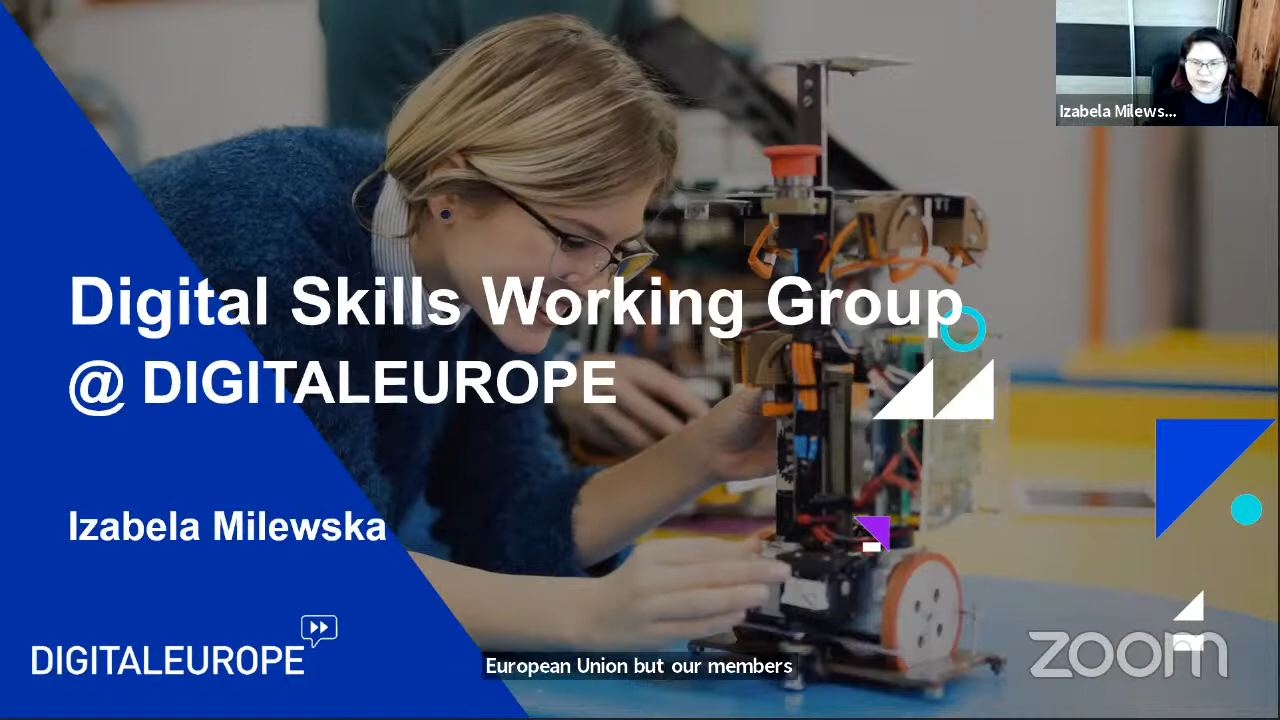 Izabela Milews...
Digital Skills Working Group
@ DIGITALEUROPE
Izabela Milewska
DIGITALEUROPE
European Union but our members
zoom